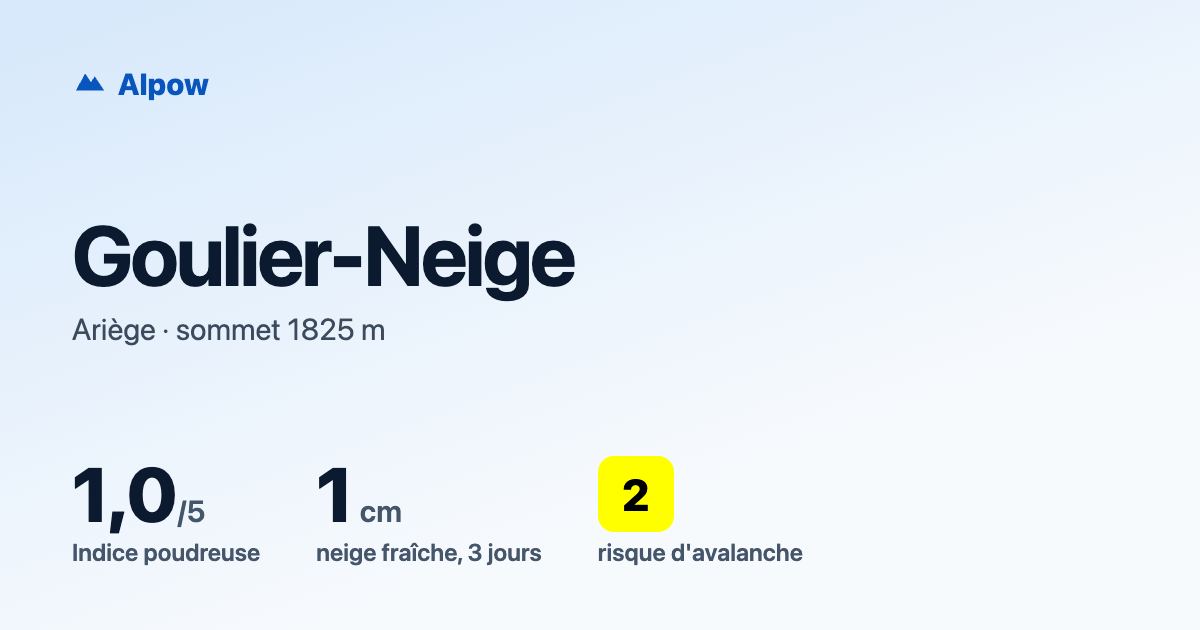 Alpow
Goulier-Neige
Ariège · sommet 1825 m
1,0/5
Indice poudreuse
1 cm
neige fraîche, 3 jours
2
risque d'avalanche